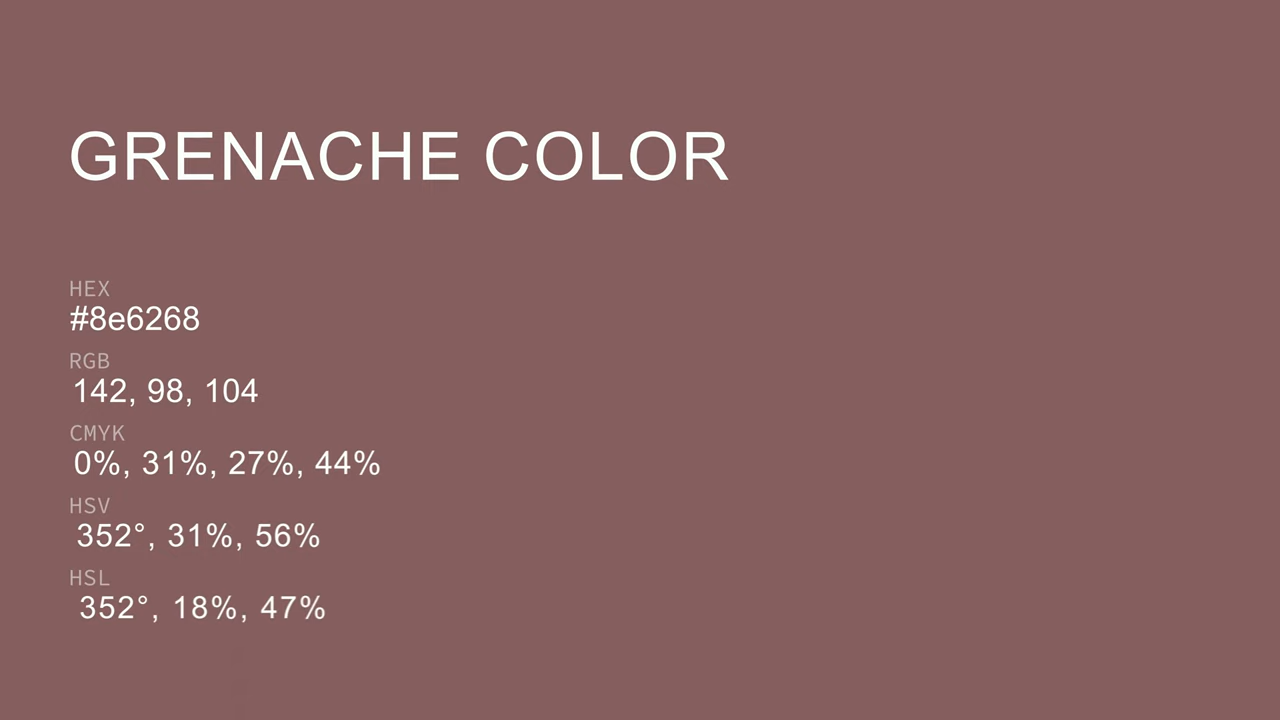 GRENACHE COLOR
HEX
#8e6268
RGB
142, 98, 104
CMYK
0%, 31%, 27%, 44%
HSV
352°, 31%, 56%
HSL
352°, 18%, 47%